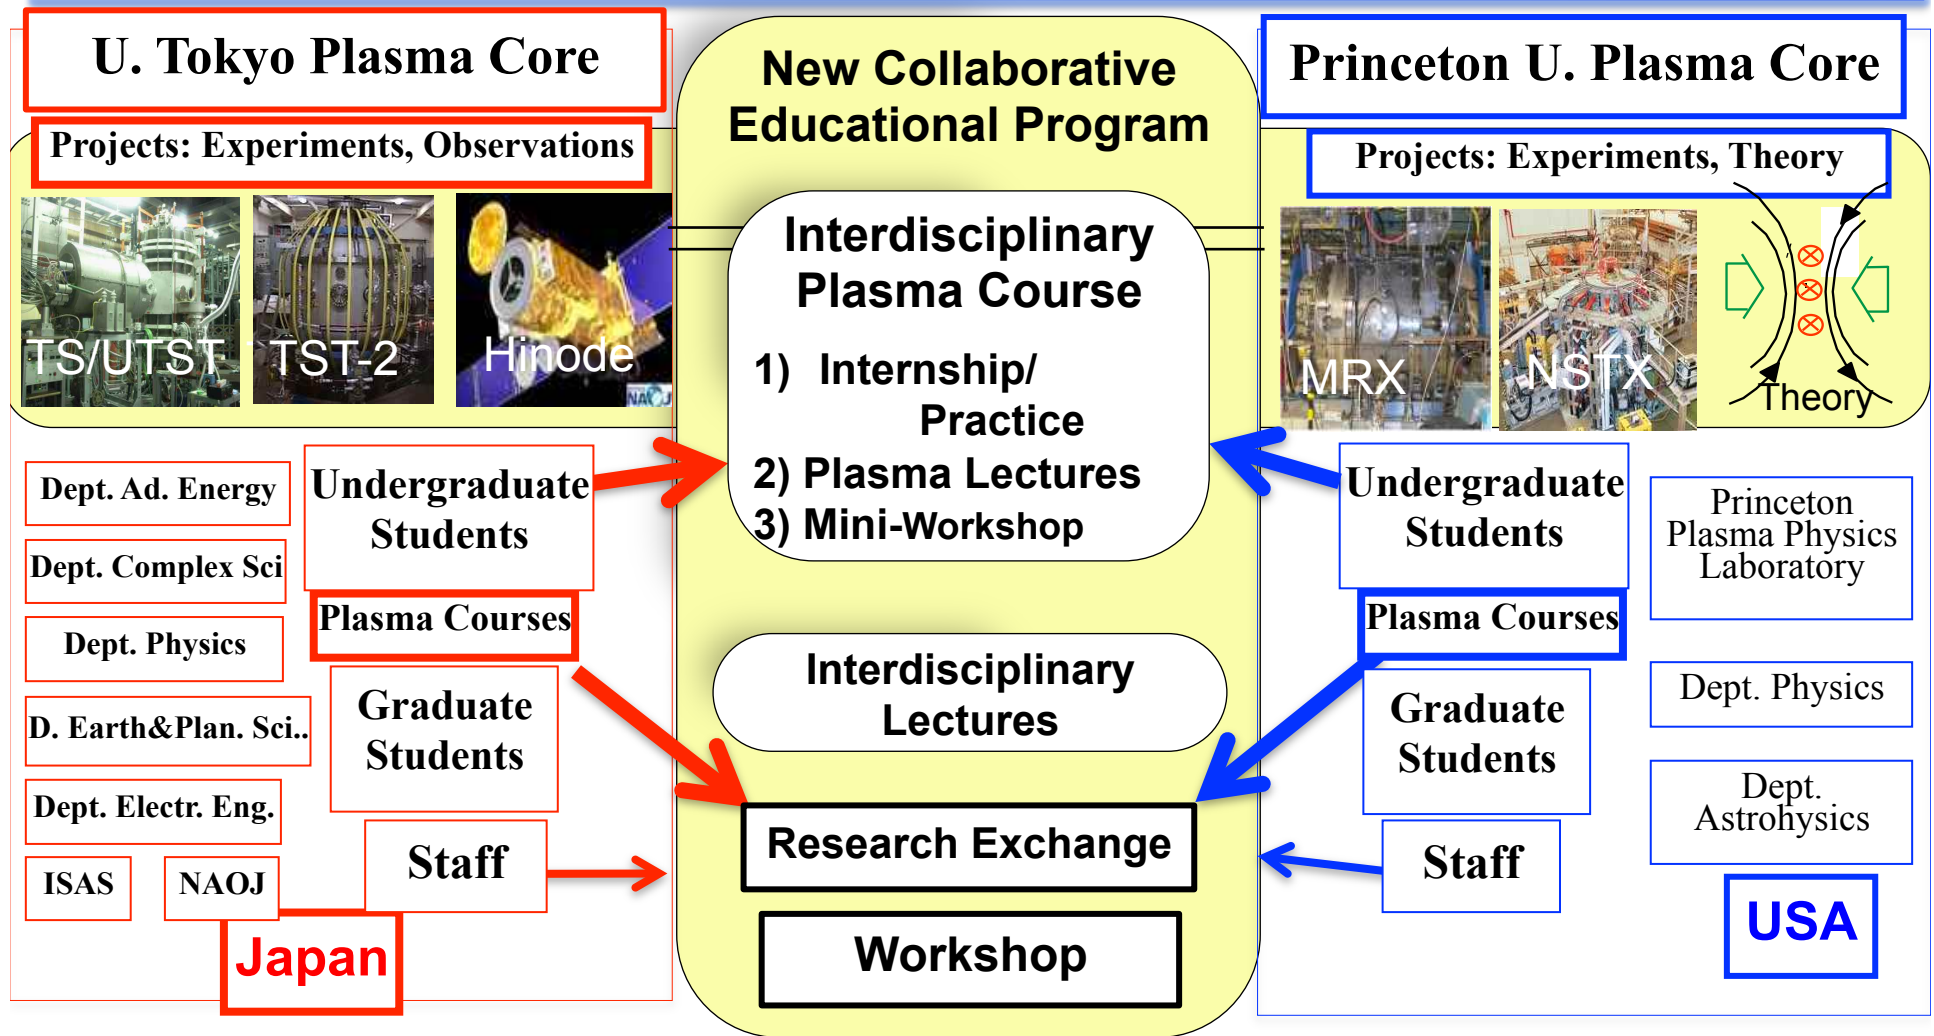 U. Tokyo Plasma Core
Projects: Experiments, Observations
TS/UTST
TST-2
Hinode
NAOJ
Dept. Ad. Energy
Dept. Complex Sci
Dept. Physics
D. Earth&Plan. Sci..
Dept. Electr. Eng.
ISAS
NAOJ
Japan
Undergraduate
Students
Plasma Courses
Graduate
Students
Staff
New Collaborative
Educational Program
Interdisciplinary
Plasma Course
1) Internship/
Practice
2) Plasma Lectures
3) Mini-Workshop
Interdisciplinary
Lectures
Research Exchange
Workshop
Princeton U. Plasma Core
Projects: Experiments, Theory
MRX
NSTX
Theory
Undergraduate
Students
Plasma Courses
Graduate
Students
Staff
Princeton
Plasma Physics
Laboratory
Dept. Physics
Dept.
Astrohysics
USA